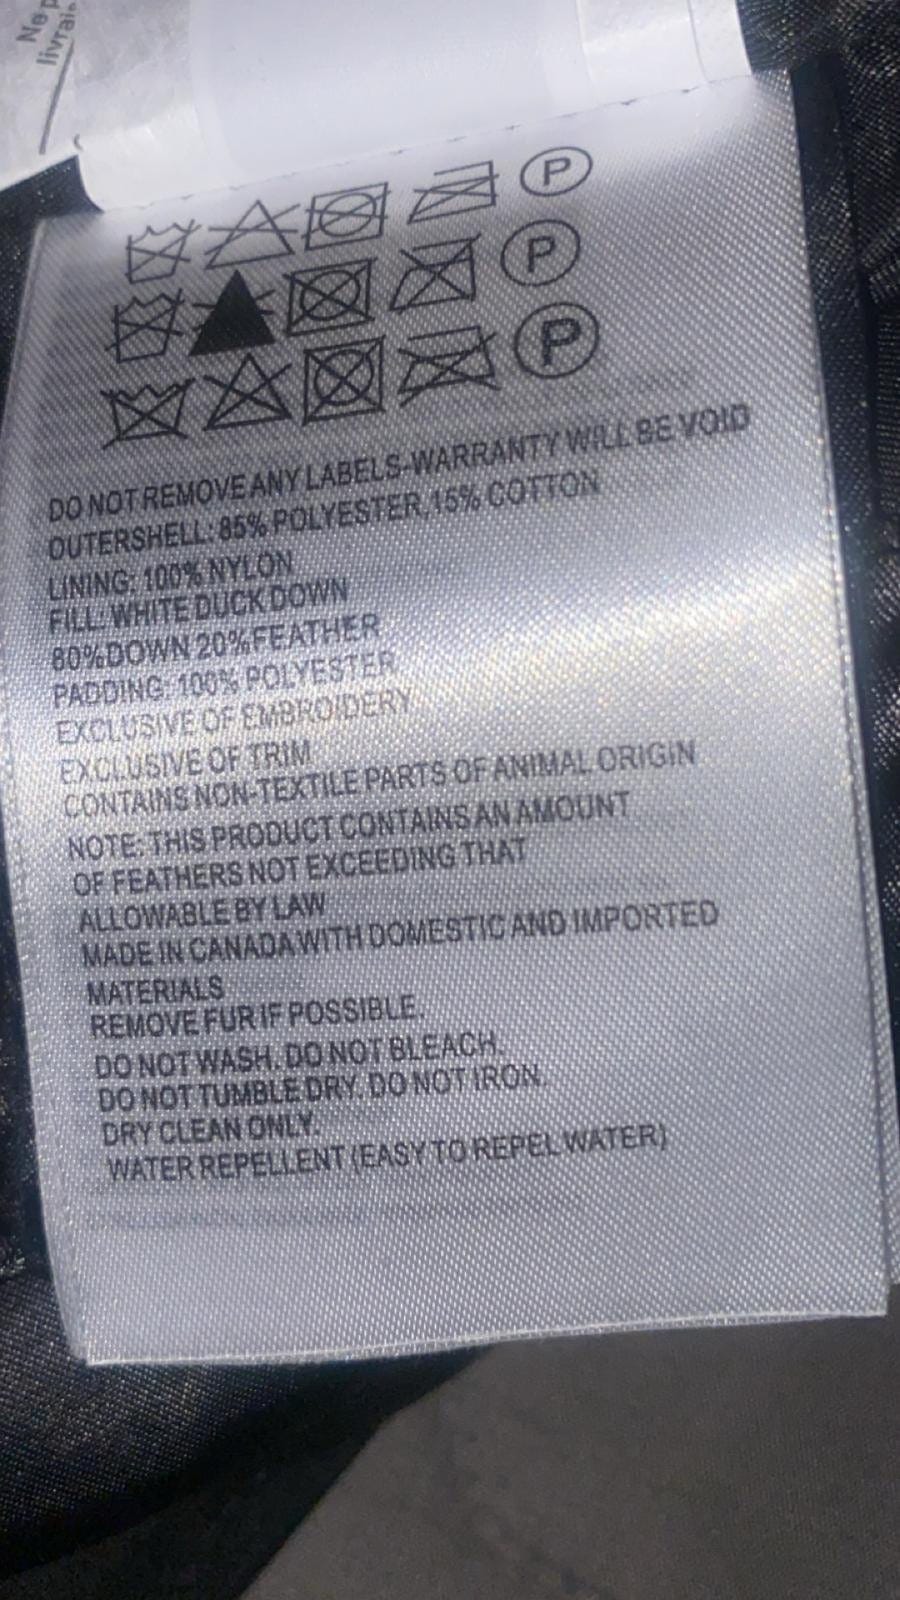 No p
livrai
P
P
P
DO NOT REMOVE ANY LABELS-WARRANTY WILL BE VOID
OUTERSHELL: 85% POLYESTER, 15% COTTON
LINING: 100% NYLON
FILL: WHITE DUCK DOWN
80%DOWN 20%FEATHER
PADDING: 100% POLYESTER
EXCLUSIVE OF EMBROIDERY
EXCLUSIVE OF TRIM
CONTAINS NON-TEXTILE PARTS OF ANIMAL ORIGIN
NOTE: THIS PRODUCT CONTAINS AN AMOUNT
OF FEATHERS NOT EXCEEDING THAT
ALLOWABLE BY LAW
MADE IN CANADA WITH DOMESTIC AND IMPORTED
MATERIALS
REMOVE FUR IF POSSIBLE.
DO NOT WASH. DO NOT BLEACH.
DO NOT TUMBLE DRY. DO NOT IRON.
DRY CLEAN ONLY.
WATER REPELLENT (EASY TO REPEL WATER)